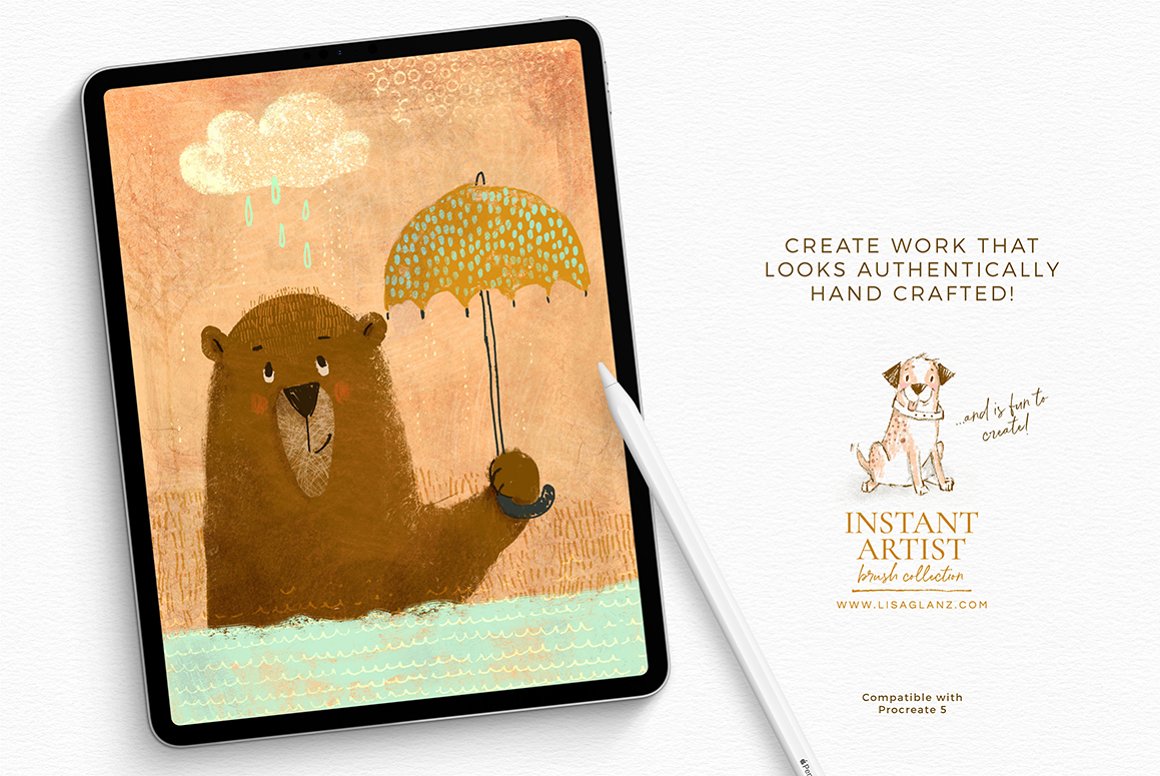 CREATE WORK THAT
LOOKS AUTHENTICALLY
HAND CRAFTED!
...and is fun to
create!
INSTANT
ARTIST
brush collection
WWW.LISAGLANZ.COM
Compatible with
Procreate 5